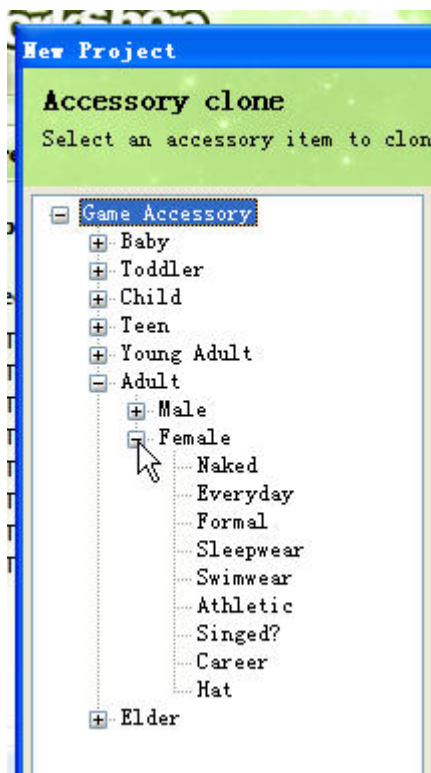 New Project
Accessory clone
Select an accessory item to clon
Game Accessory
Baby
Toddler
Child
Teen
Young Adult
Adult
Male
Female
Naked
Everyday
Formal
Sleepwear
Swimwear
Athletic
Singed?
Career
Hat
Elder